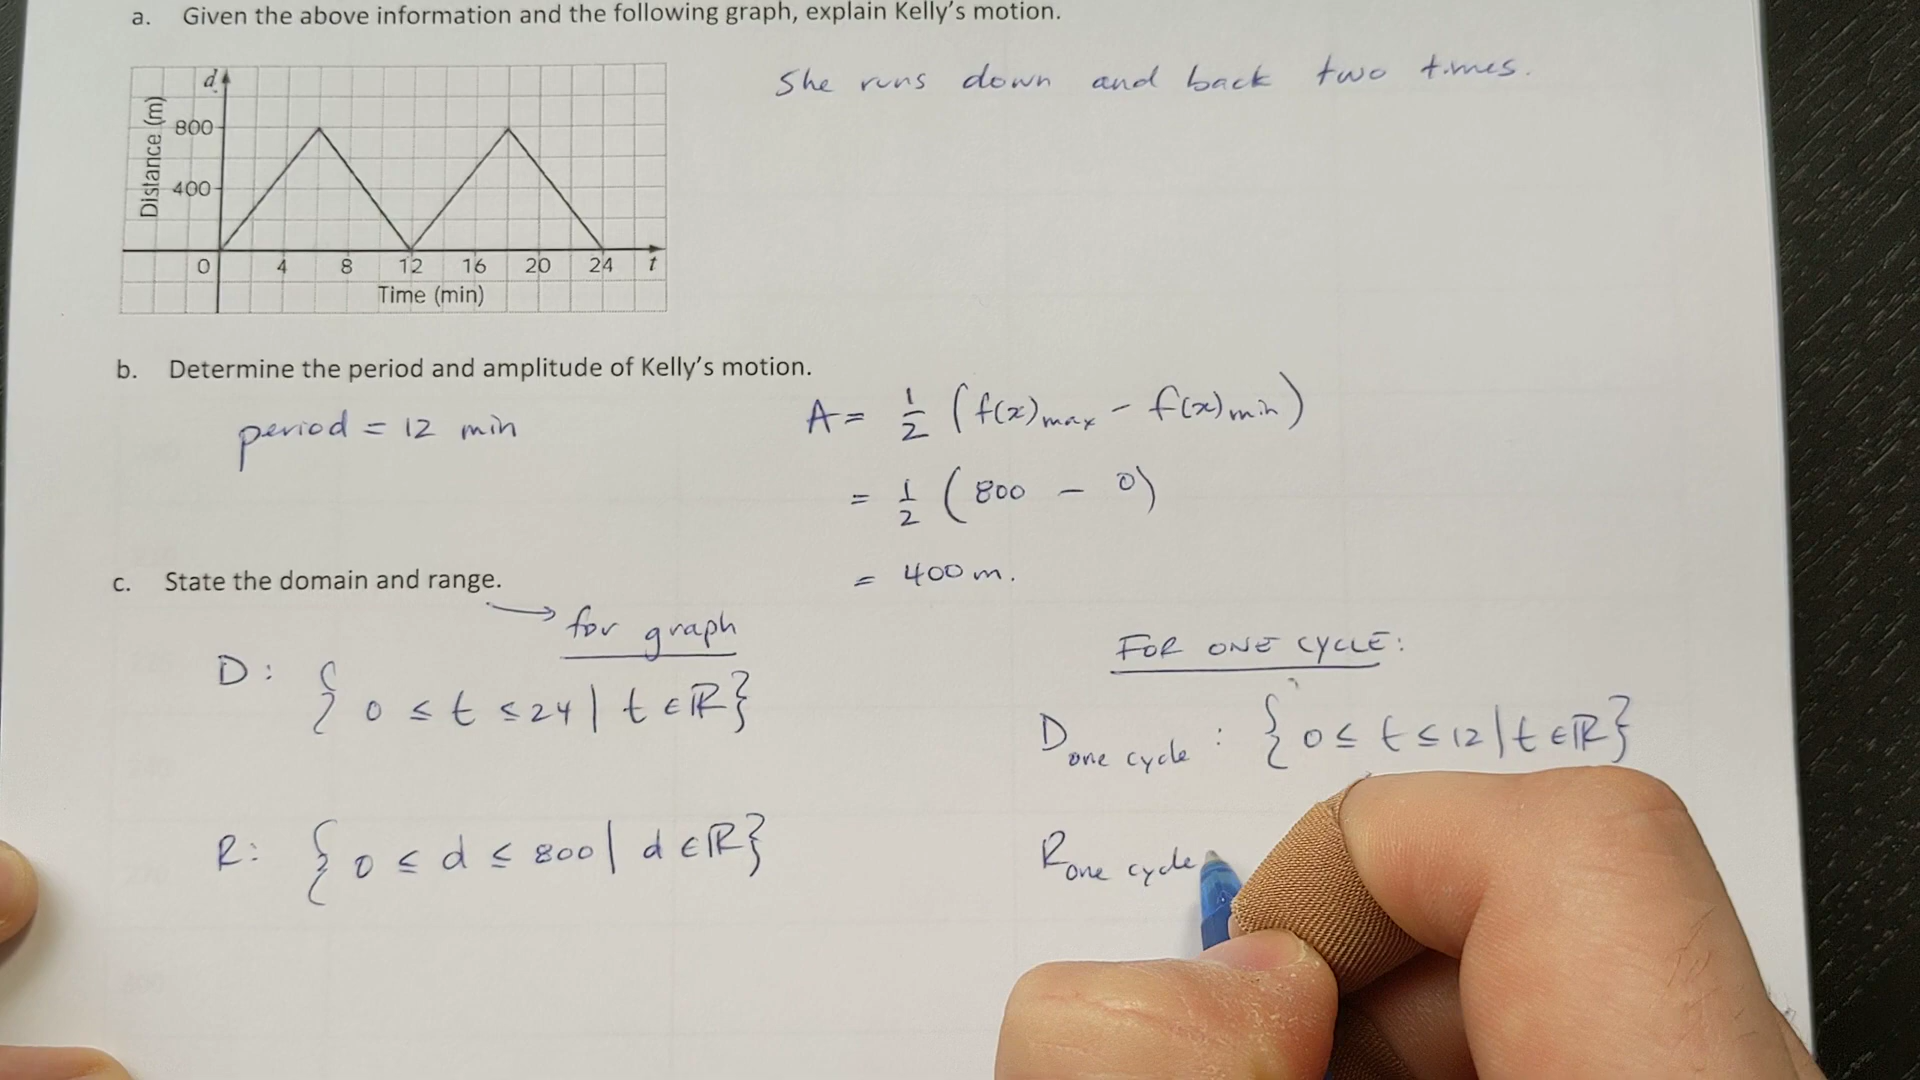 a. Given the above information and the following graph, explain Kelly's motion.
She runs down and back two times.
d
Distance (m)
800
400
0 4 8 12 16 20 24 t
Time (min)
b. Determine the period and amplitude of Kelly's motion.
period = 12 min
A = 1/2 (f(x)max - f(x)min)
= 1/2 (800 - 0)
= 400 m.
c. State the domain and range.
→ for graph
D: { 0 ≤ t ≤ 24 | t ∈ ℝ}
R: { 0 ≤ d ≤ 800 | d ∈ ℝ}
FOR ONE CYCLE:
D one cycle : { 0 ≤ t ≤ 12 | t ∈ ℝ}
R one cycle